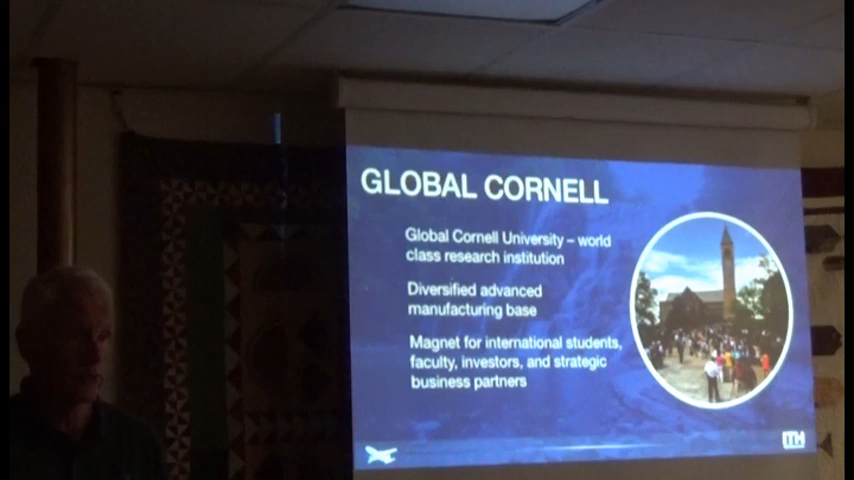 GLOBAL CORNELL
Global Cornell University – world
class research institution
Diversified advanced
manufacturing base
Magnet for international students,
faculty, investors, and strategic
business partners
ITH